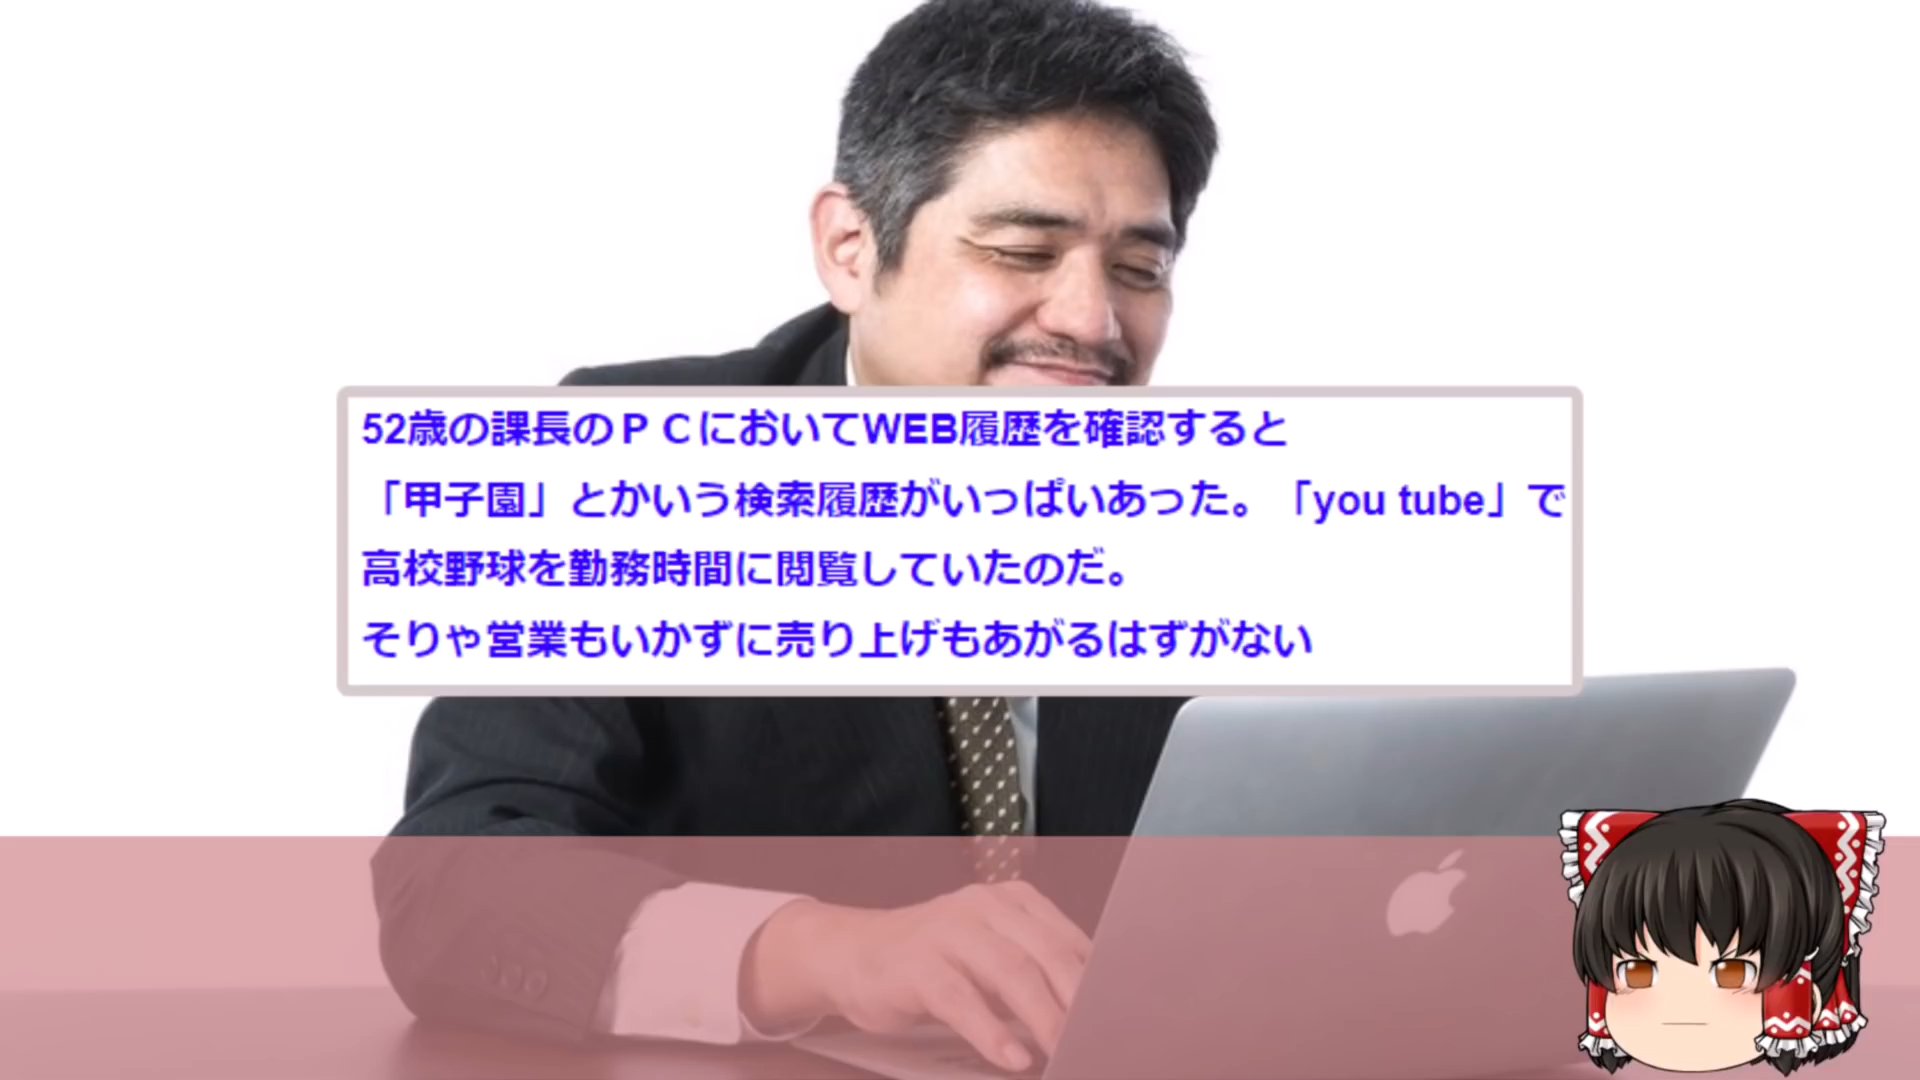 52歳の課長のＰＣにおいてWEB履歴を確認すると
「甲子園」とかいう検索履歴がいっぱいあった。「you tube」で
高校野球を勤務時間に閲覧していたのだ。
そりゃ営業もいかずに売り上げもあがるはずがない